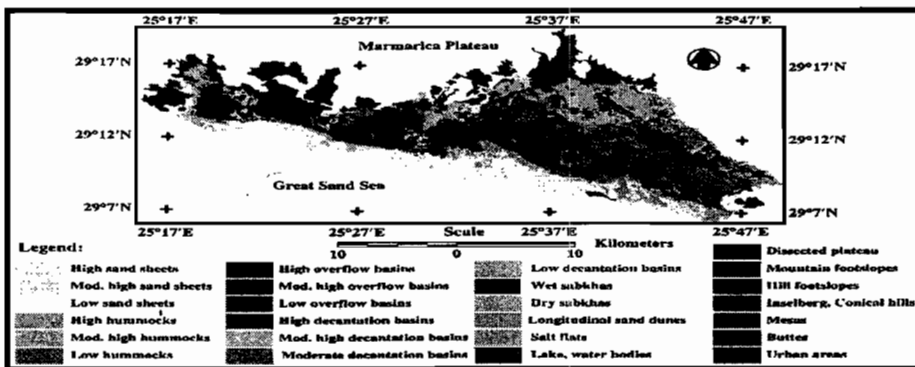 25°17'E 25°27'E 25°37'E 25°47'E
Marmarica Plateau
29°17'N 29°17'N
29°12'N 29°12'N
Great Sand Sea
29°7'N 29°7'N
25°17'E 25°27'E 25°37'E 25°47'E
Scale
10 0 10
Kilometers
Legend:
High sand sheets
Mod. high sand sheets
Low sand sheets
High hummocks
Mod. high hummocks
Low hummocks
High overflow basins
Mod. high overflow basins
Low overflow basins
High decantation basins
Mod. high decantation basins
Moderate decantation basins
Low decantation basins
Wet sabkhas
Dry sabkhas
Longitudinal sand dunes
Salt flats
Lake, water bodies
Dissected plateau
Mountain footslopes
Hill footslopes
Inselberg, Conical hills
Mesas
Buttes
Urban areas